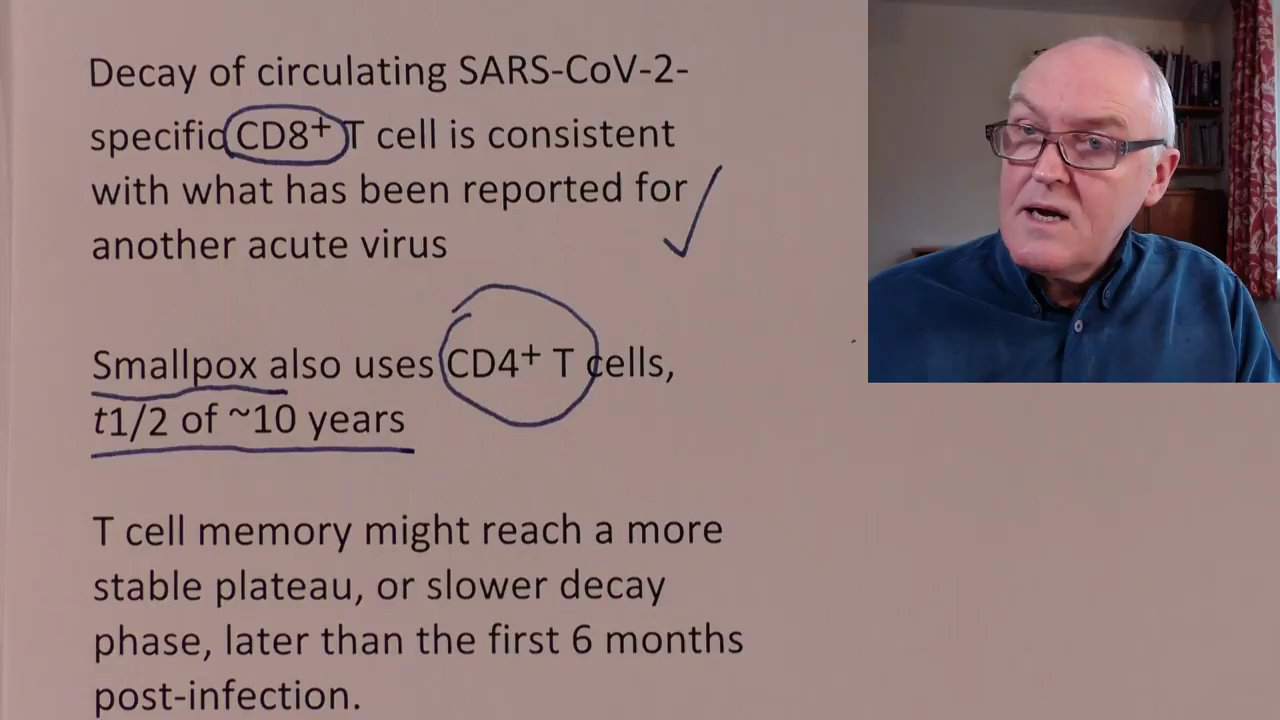 Decay of circulating SARS-CoV-2-
specific CD8⁺ T cell is consistent
with what has been reported for
another acute virus
Smallpox also uses CD4⁺ T cells,
t1/2 of ~10 years
T cell memory might reach a more
stable plateau, or slower decay
phase, later than the first 6 months
post-infection.